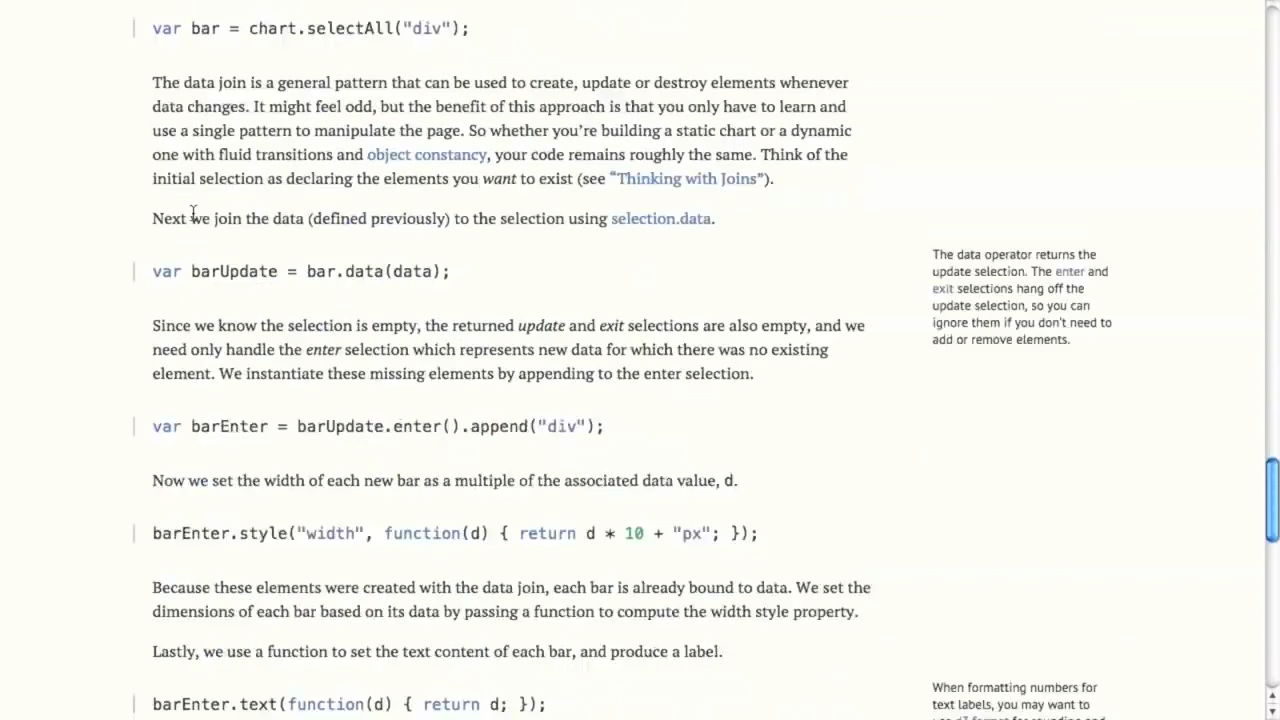 var bar = chart.selectAll("div");
The data join is a general pattern that can be used to create, update or destroy elements whenever
data changes. It might feel odd, but the benefit of this approach is that you only have to learn and
use a single pattern to manipulate the page. So whether you’re building a static chart or a dynamic
one with fluid transitions and object constancy, your code remains roughly the same. Think of the
initial selection as declaring the elements you want to exist (see “Thinking with Joins”).
Next we join the data (defined previously) to the selection using selection.data.
var barUpdate = bar.data(data);
The data operator returns the
update selection. The enter and
exit selections hang off the
update selection, so you can
ignore them if you don't need to
add or remove elements.
Since we know the selection is empty, the returned update and exit selections are also empty, and we
need only handle the enter selection which represents new data for which there was no existing
element. We instantiate these missing elements by appending to the enter selection.
var barEnter = barUpdate.enter().append("div");
Now we set the width of each new bar as a multiple of the associated data value, d.
barEnter.style("width", function(d) { return d * 10 + "px"; });
Because these elements were created with the data join, each bar is already bound to data. We set the
dimensions of each bar based on its data by passing a function to compute the width style property.
Lastly, we use a function to set the text content of each bar, and produce a label.
barEnter.text(function(d) { return d; });
When formatting numbers for
text labels, you may want to
use d3.format for rounding and